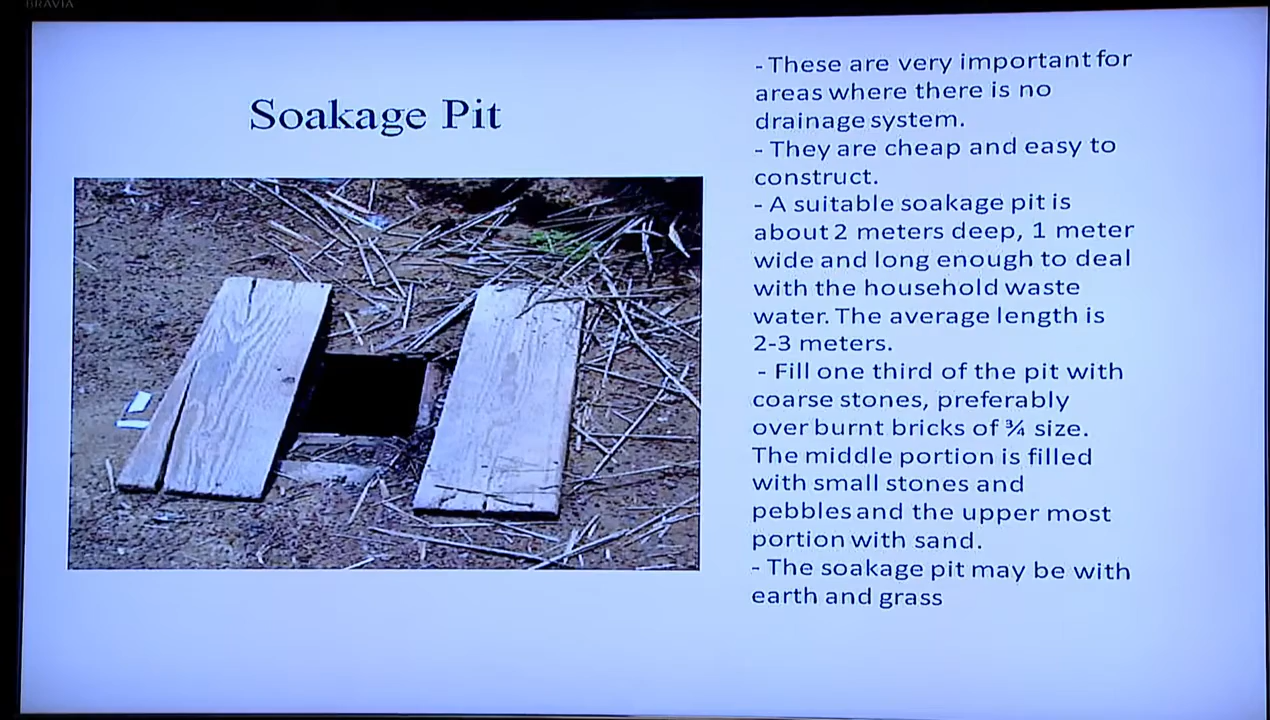 BRAVIA
Soakage Pit
- These are very important for
areas where there is no
drainage system.
- They are cheap and easy to
construct.
- A suitable soakage pit is
about 2 meters deep, 1 meter
wide and long enough to deal
with the household waste
water. The average length is
2-3 meters.
- Fill one third of the pit with
coarse stones, preferably
over burnt bricks of ¾ size.
The middle portion is filled
with small stones and
pebbles and the upper most
portion with sand.
- The soakage pit may be with
earth and grass